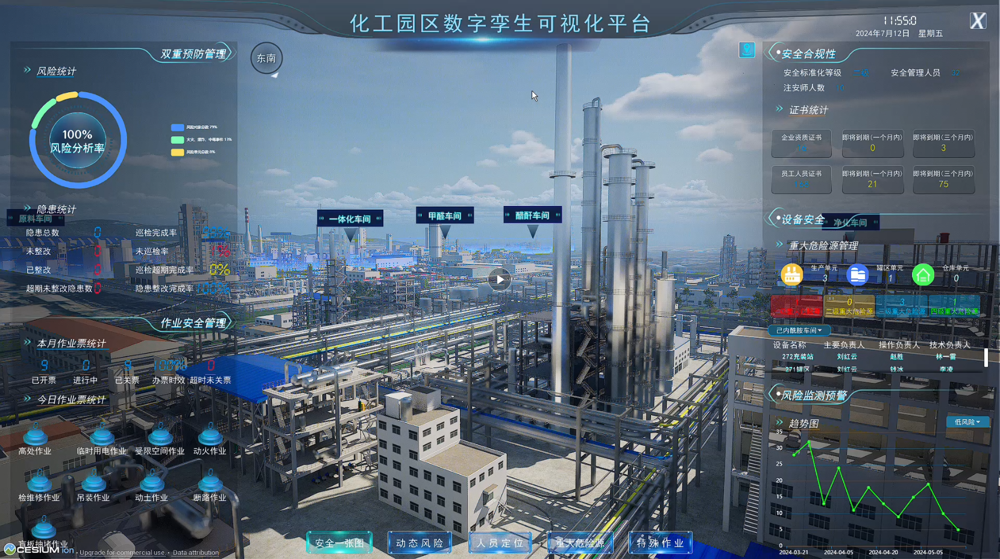 化工园区数字孪生可视化平台
11:55:0
2024年7月12日 星期五
X
东南
双重预防管理
风险统计
100%
风险分析率
风险对象总数 79%
火灾、爆炸、中毒事件 13%
风险单元总数 8%
隐患统计
原料车间
隐患总数 0 巡检完成率 99%
未整改 0 未巡检率 1%
已整改 0 巡检超期完成率 0%
超期未整改隐患数 0 隐患整改完成率 100%
作业安全管理
本月作业票统计
9 0 9 100% 0
已开票 进行中 已关票 办票时效 超时未关票
今日作业票统计
0 0 0 0
高处作业 临时用电作业 受限空间作业 动火作业
0 0 0
检维修作业 吊装作业 动土作业 断路作业
0
盲板抽堵作业
CESIUM ion
Upgrade for commercial use. • Data attribution
一体化车间
甲醛车间
醋酐车间
净化车间
安全一张图 动态风险 人员定位 重大危险源 特殊作业
安全合规性
安全标准化等级 二级 安全管理人员 32
注安师人数 10
证书统计
企业资质证书 即将到期(一个月内) 即将到期(三个月内)
0 3
员工人员证书 即将到期(一个月内) 即将到期(三个月内)
21 75
设备安全
重大危险源管理
生产单元 罐区单元 仓库单元
3 1 0
0 3 1
二级重大危险源 三级重大危险源 四级重大危险源
己内酰胺车间
设备名称 主要负责人 操作负责人 技术负责人
272充装站 刘红云 赵胜 林一雷
271罐区 刘红云 钱冰 李凌
风险监测预警
趋势图
低风险
35
30
25
20
15
10
5
0
2024-03-21 2024-04-05 2024-04-20 2024-05-05